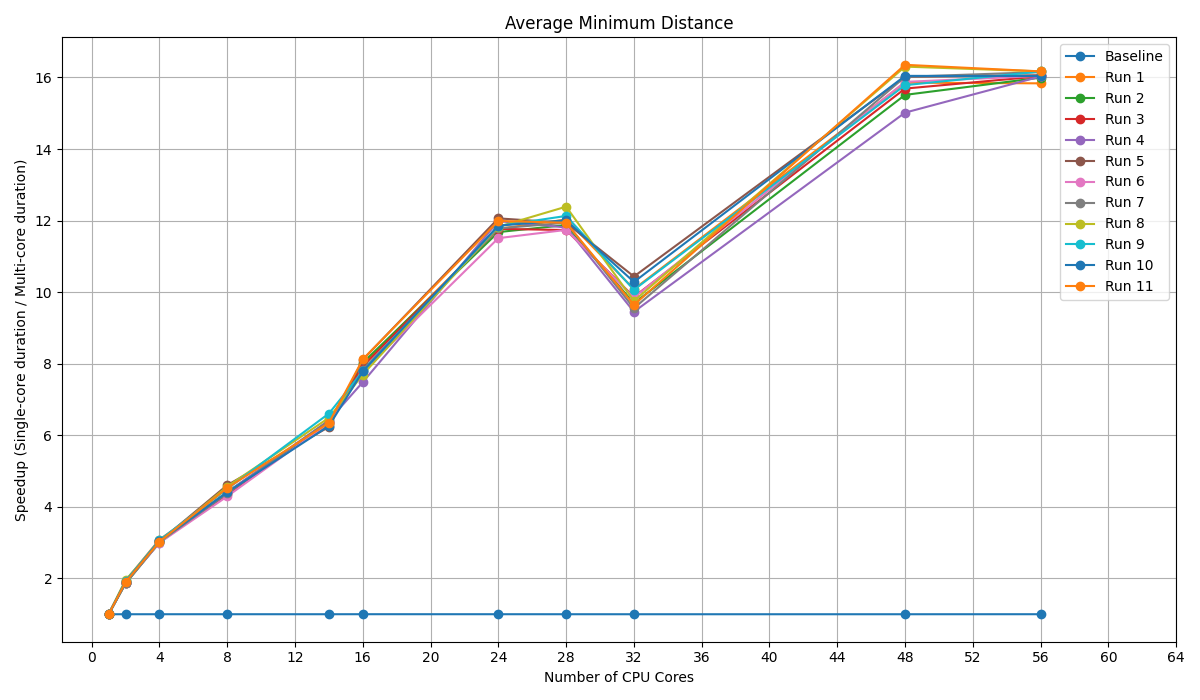 Average Minimum Distance
Speedup (Single-core duration / Multi-core duration)
16
14
12
10
8
6
4
2
0 4 8 12 16 20 24 28 32 36 40 44 48 52 56 60 64
Number of CPU Cores
Baseline
Run 1
Run 2
Run 3
Run 4
Run 5
Run 6
Run 7
Run 8
Run 9
Run 10
Run 11